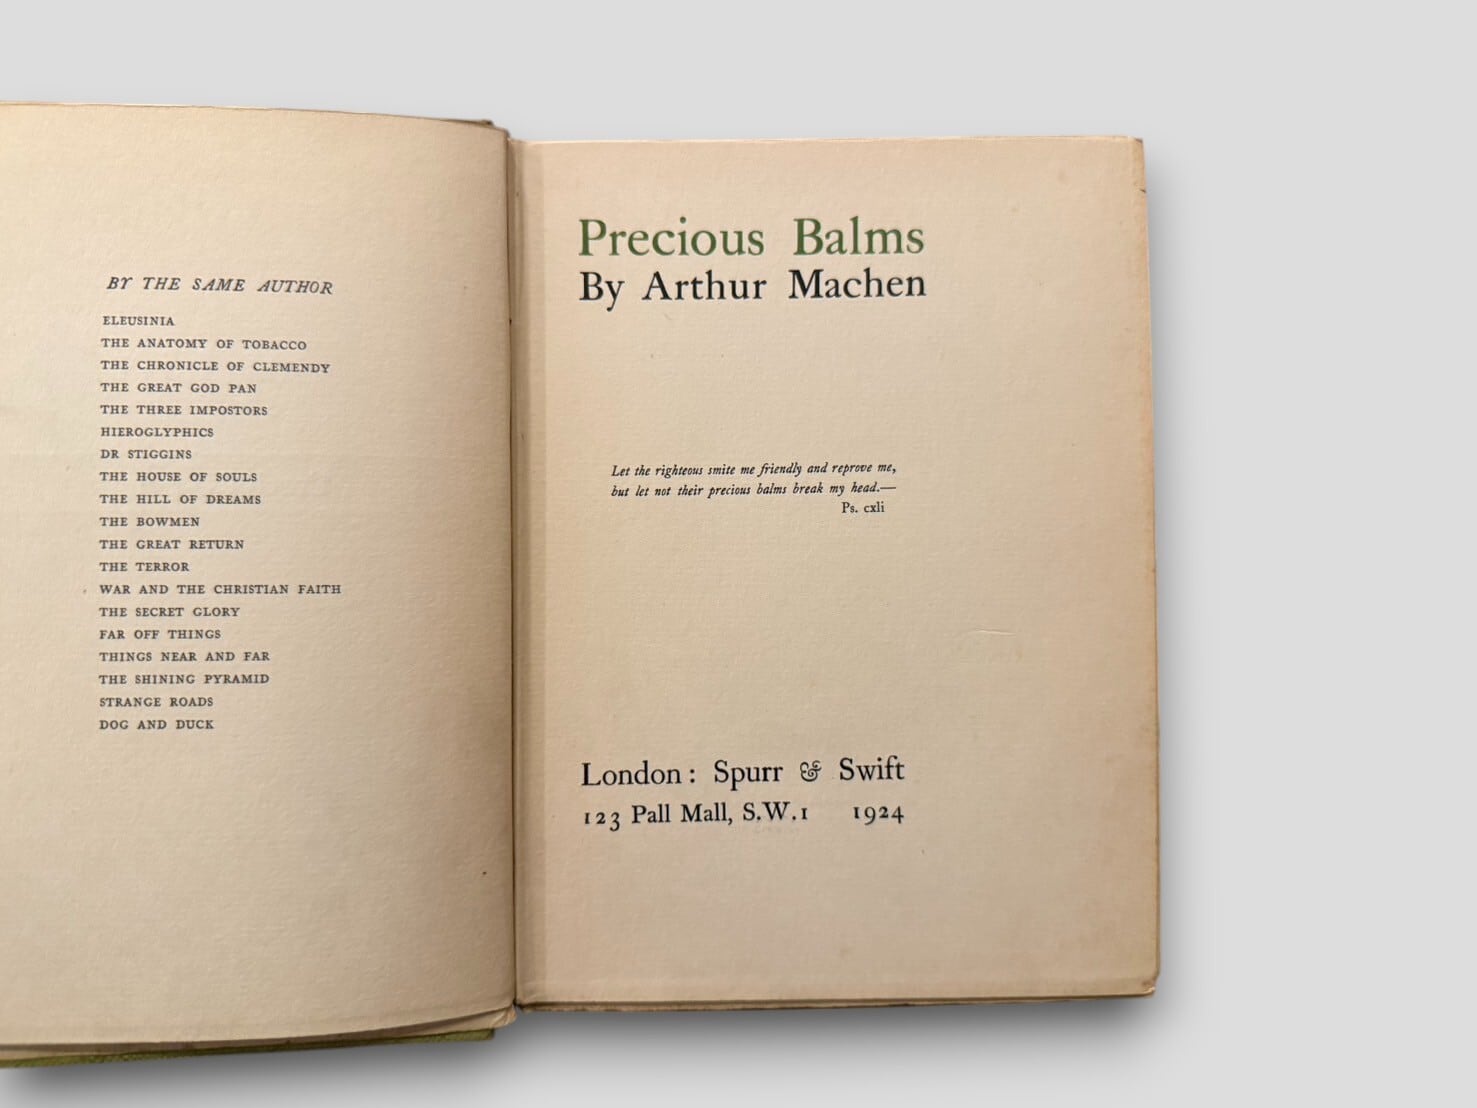 BY THE SAME AUTHOR
ELEUSINIA
THE ANATOMY OF TOBACCO
THE CHRONICLE OF CLEMENDY
THE GREAT GOD PAN
THE THREE IMPOSTORS
HIEROGLYPHICS
DR STIGGINS
THE HOUSE OF SOULS
THE HILL OF DREAMS
THE BOWMEN
THE GREAT RETURN
THE TERROR
WAR AND THE CHRISTIAN FAITH
THE SECRET GLORY
FAR OFF THINGS
THINGS NEAR AND FAR
THE SHINING PYRAMID
STRANGE ROADS
DOG AND DUCK
Precious Balms
By Arthur Machen
Let the righteous smite me friendly and reprove me,
but let not their precious balms break my head.—
Ps. cxli
London: Spurr & Swift
123 Pall Mall, S.W.1 1924